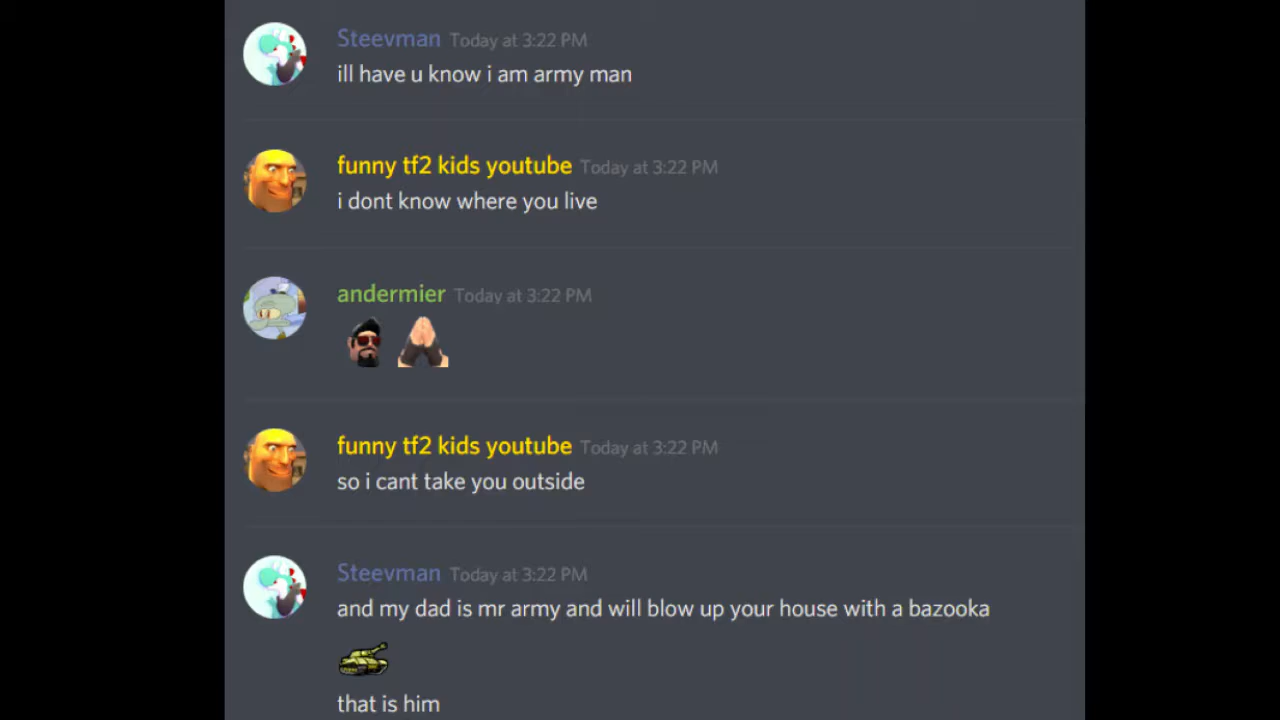 Steevman Today at 3:22 PM
ill have u know i am army man
funny tf2 kids youtube Today at 3:22 PM
i dont know where you live
andermier Today at 3:22 PM
funny tf2 kids youtube Today at 3:22 PM
so i cant take you outside
Steevman Today at 3:22 PM
and my dad is mr army and will blow up your house with a bazooka
that is him